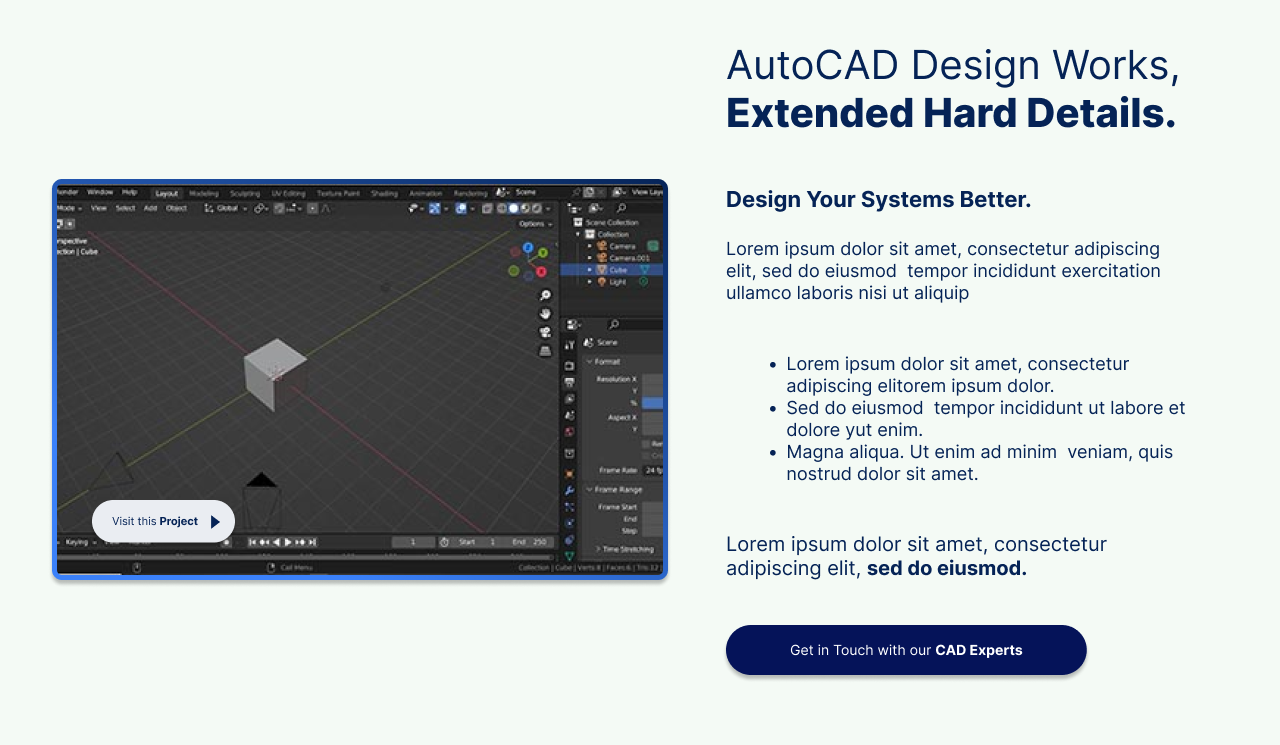 AutoCAD Design Works,
Extended Hard Details.
Render Window Help Layout Modeling Sculpting UV Editing Texture Paint Shading Animation Rendering Scene View Lay
Mode View Select Add Object Global
Options
Scene Collection
Collection
rspective
Camera
ction | Cube
Camera.001
Cube
Light
Scene
Format
Resolution X
Y
%
Aspect X
Y
Frame Rate 24 fp
Frame Range
Frame Start
End
Step
Time Stretching
Visit this Project
Keying
1 Start 1 End 250
Call Menu
Collection | Cube | Verts:8 | Faces:6 | Tris:12 |
Design Your Systems Better.
Lorem ipsum dolor sit amet, consectetur adipiscing
elit, sed do eiusmod  tempor incididunt exercitation
ullamco laboris nisi ut aliquip
• Lorem ipsum dolor sit amet, consectetur
adipiscing elitorem ipsum dolor.
• Sed do eiusmod  tempor incididunt ut labore et
dolore yut enim.
• Magna aliqua. Ut enim ad minim  veniam, quis
nostrud dolor sit amet.
Lorem ipsum dolor sit amet, consectetur
adipiscing elit, sed do eiusmod.
Get in Touch with our CAD Experts